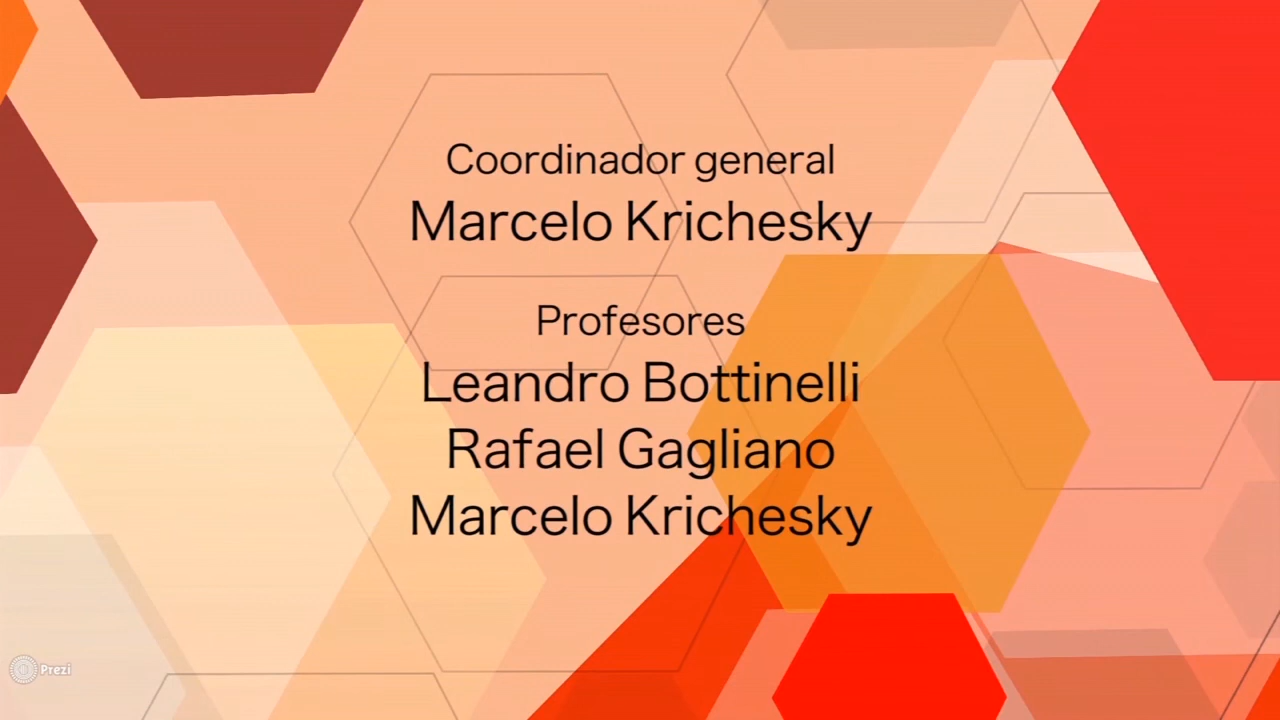 Coordinador general
Marcelo Krichesky
Profesores
Leandro Bottinelli
Rafael Gagliano
Marcelo Krichesky
Prezi